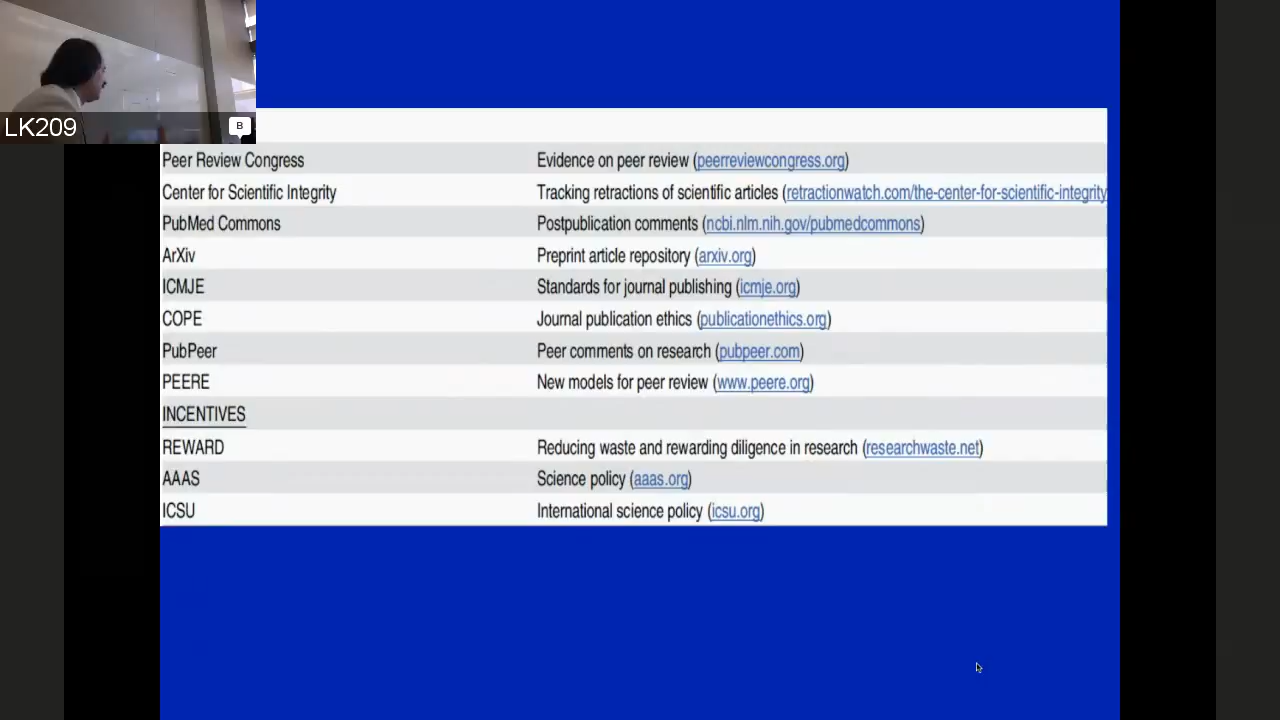 LK209
B
Peer Review Congress Evidence on peer review (peerreviewcongress.org)
Center for Scientific Integrity Tracking retractions of scientific articles (retractionwatch.com/the-center-for-scientific-integrity
PubMed Commons Postpublication comments (ncbi.nlm.nih.gov/pubmedcommons)
ArXiv Preprint article repository (arxiv.org)
ICMJE Standards for journal publishing (icmje.org)
COPE Journal publication ethics (publicationethics.org)
PubPeer Peer comments on research (pubpeer.com)
PEERE New models for peer review (www.peere.org)
INCENTIVES
REWARD Reducing waste and rewarding diligence in research (researchwaste.net)
AAAS Science policy (aaas.org)
ICSU International science policy (icsu.org)